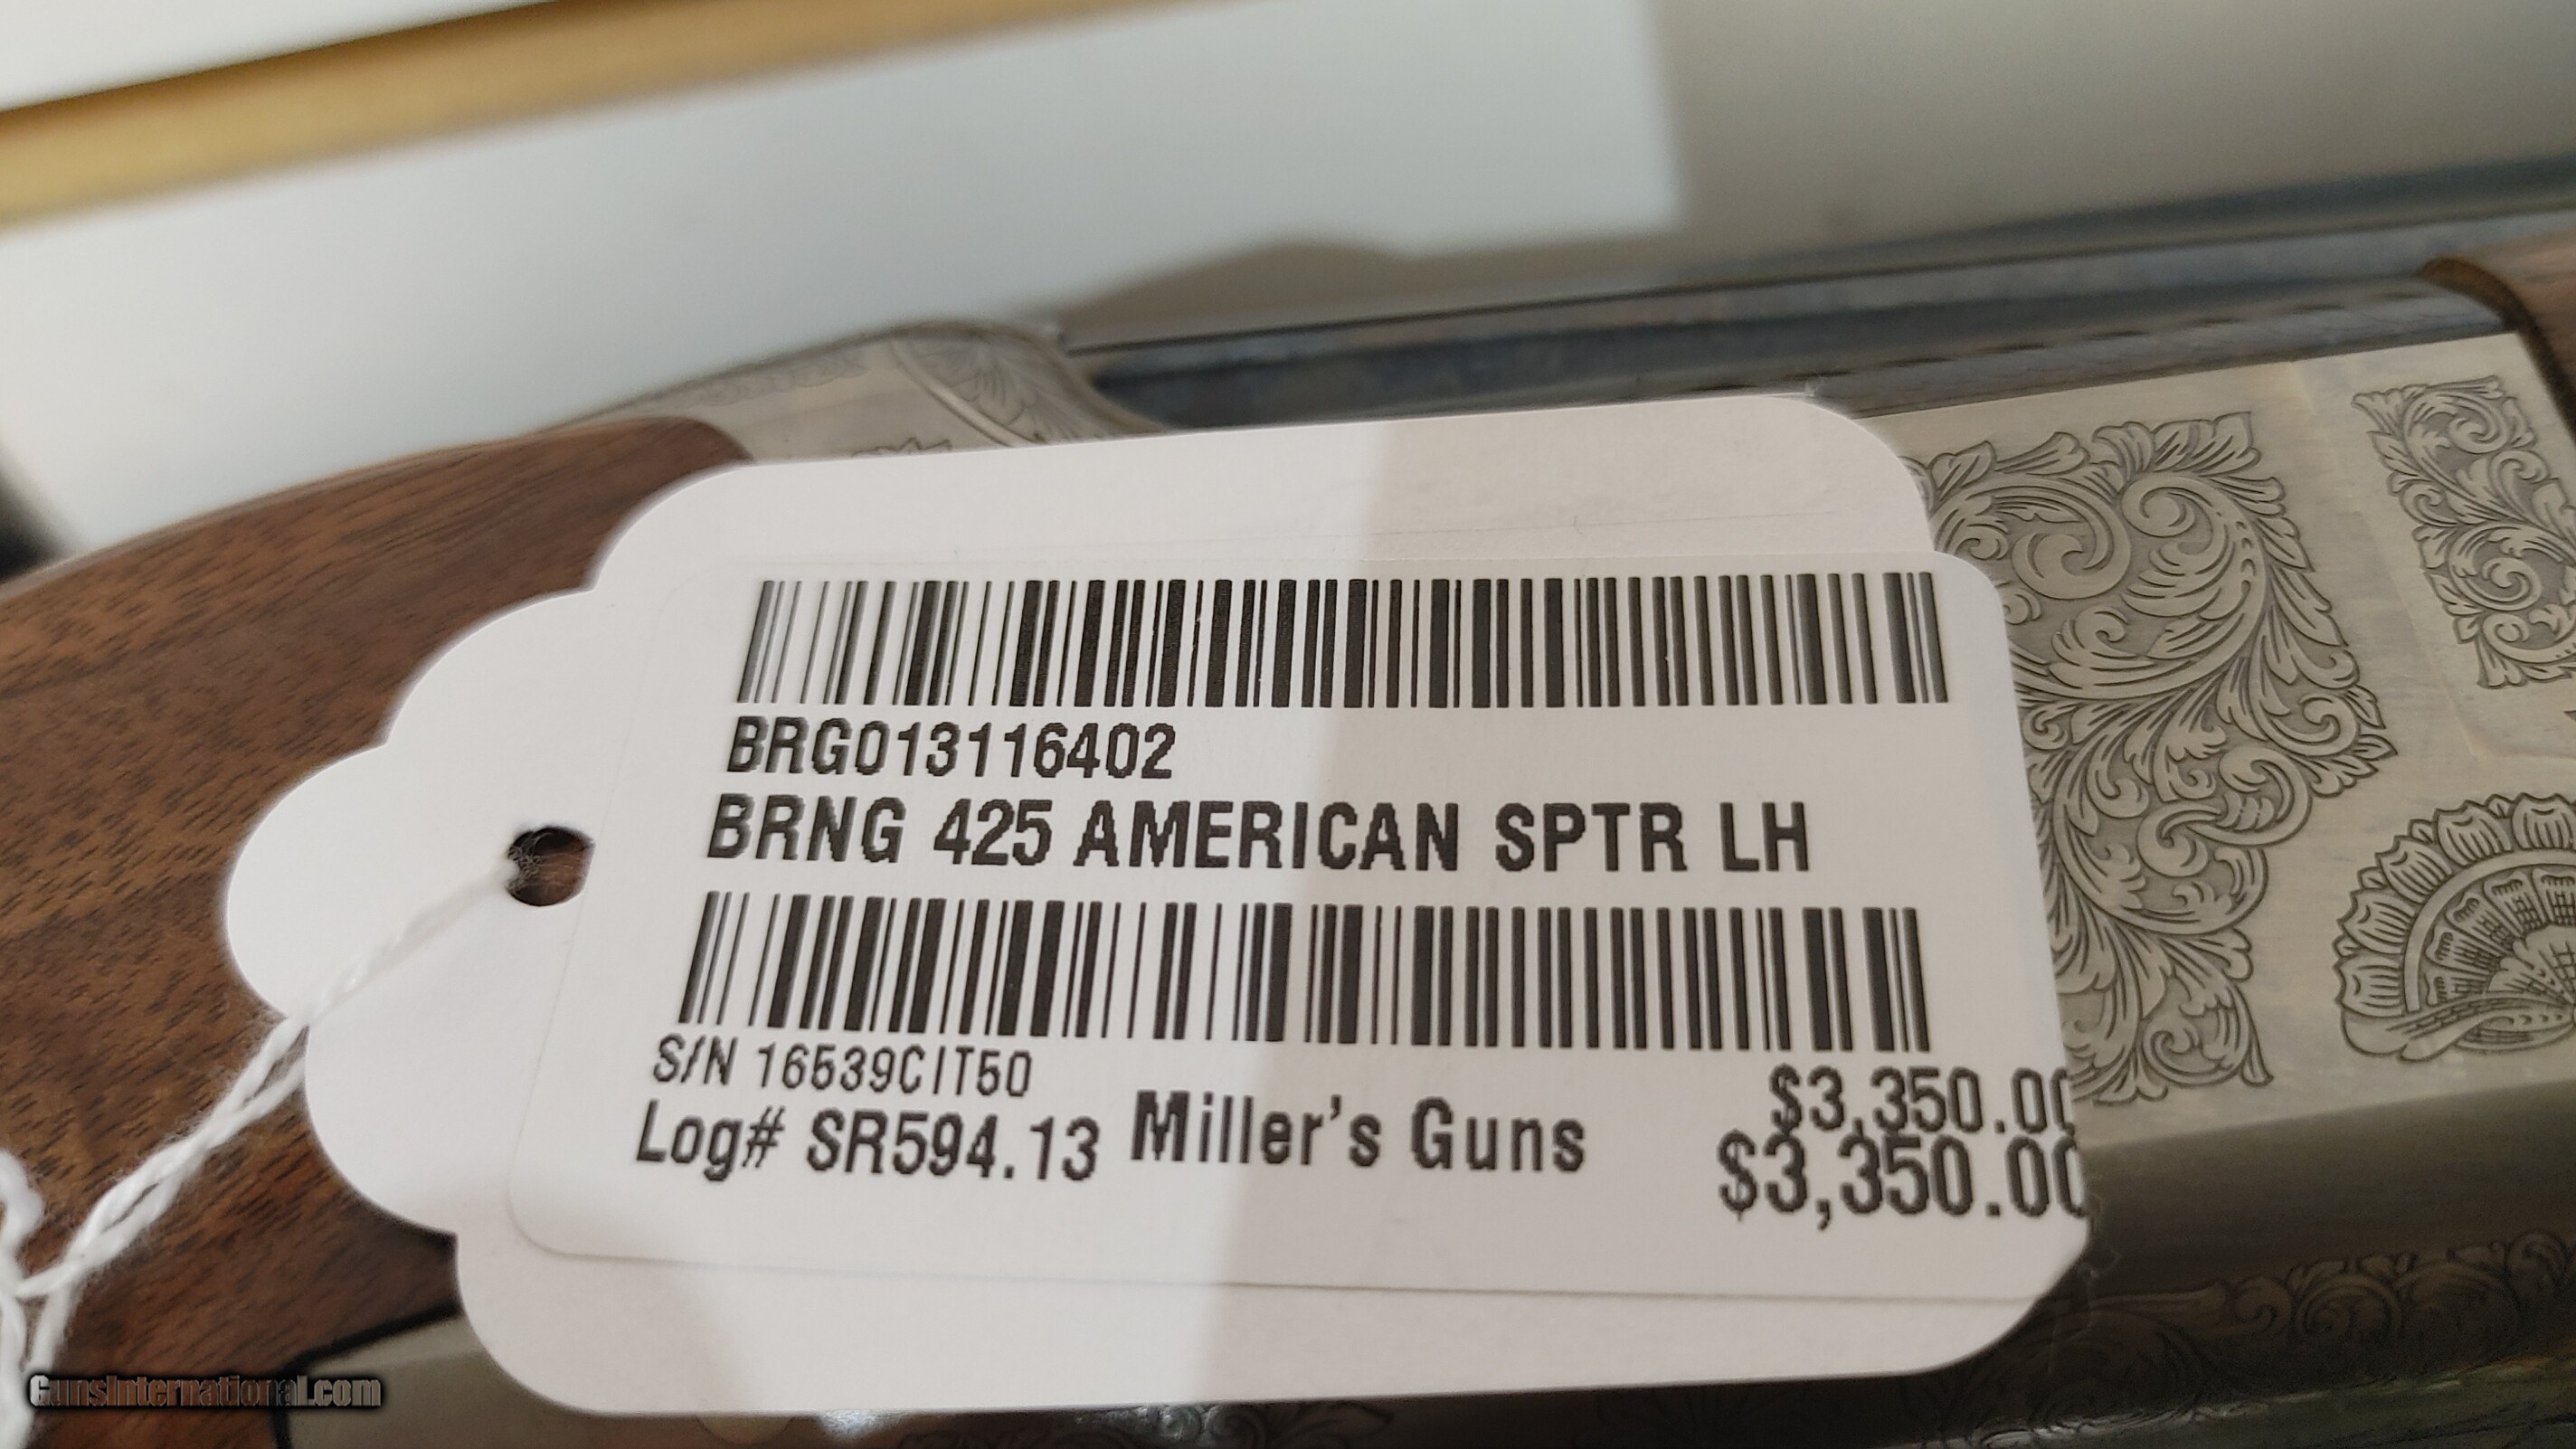 BRG013116402
BRNG 425 AMERICAN SPTR LH
S/N 16539CIT50
$3,350.00
Log# SR594.13 Miller's Guns
$3,350.00
GunsInternational.com